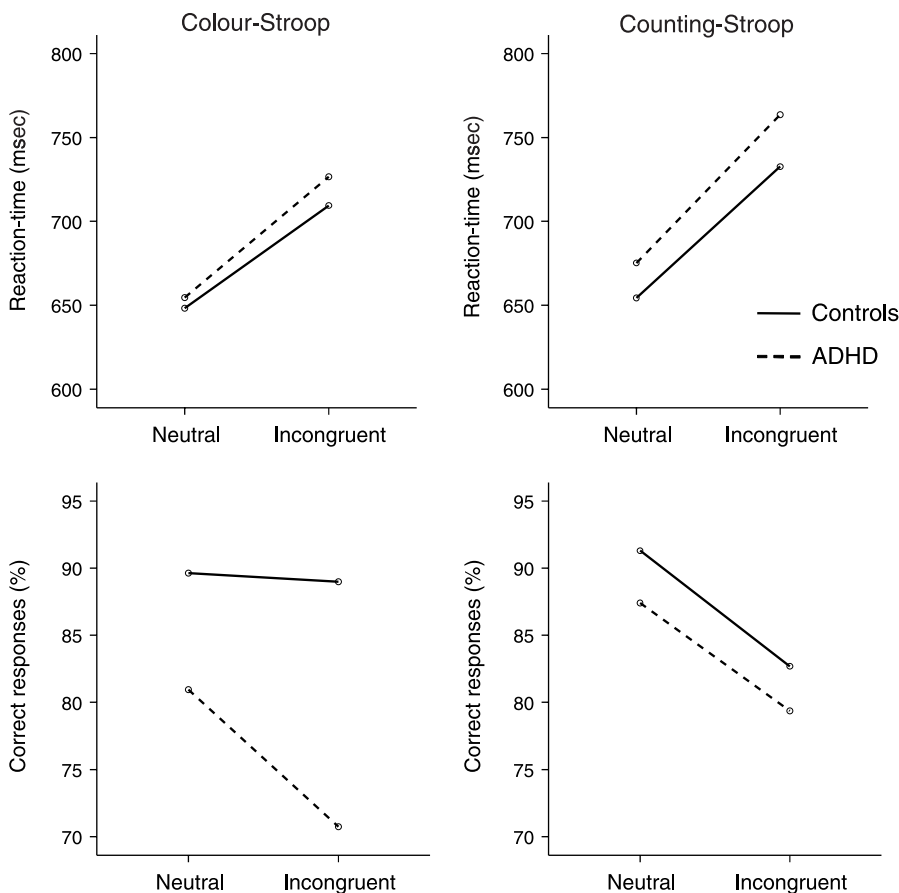 Colour-Stroop
Reaction-time (msec)
800
750
700
650
600
Neutral Incongruent
Counting-Stroop
Reaction-time (msec)
800
750
700
650
600
Neutral Incongruent
Controls
ADHD
Correct responses (%)
95
90
85
80
75
70
Neutral Incongruent
Correct responses (%)
95
90
85
80
75
70
Neutral Incongruent